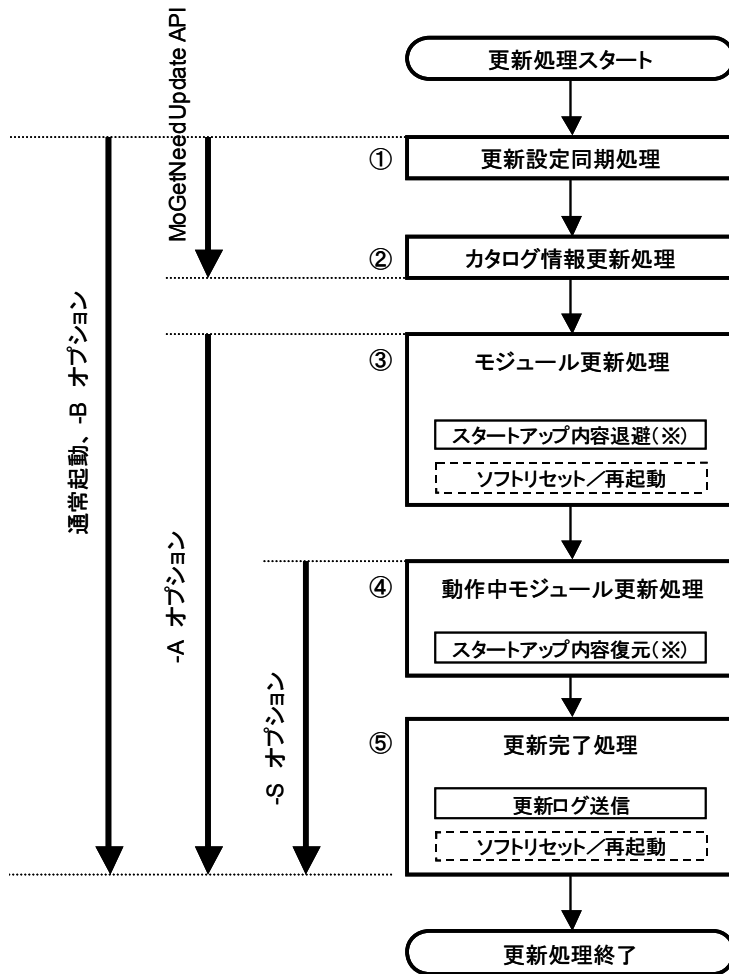 更新処理スタート
MoGetNeedUpdate API
① 更新設定同期処理
② カタログ情報更新処理
③ モジュール更新処理
スタートアップ内容退避(※)
ソフトリセット／再起動
通常起動、-B オプション
-A オプション
④ 動作中モジュール更新処理
スタートアップ内容復元(※)
-S オプション
⑤ 更新完了処理
更新ログ送信
ソフトリセット／再起動
更新処理終了